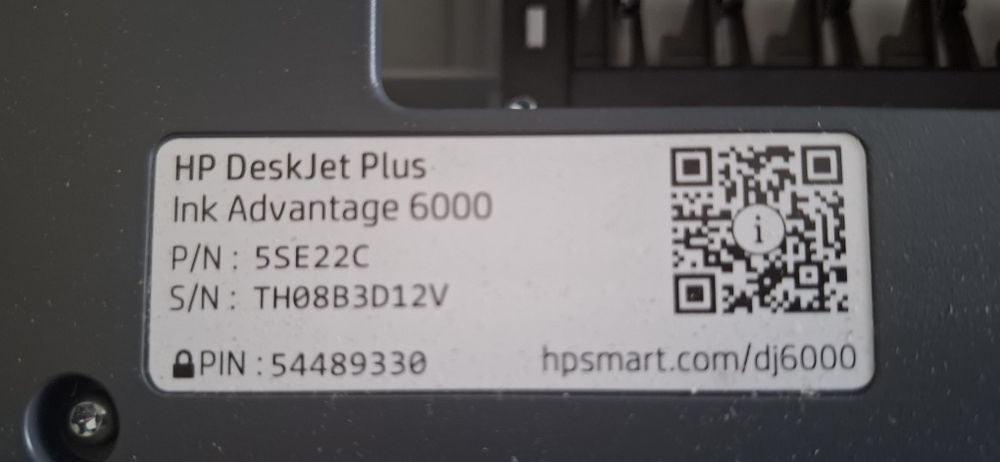 HP DeskJet Plus
Ink Advantage 6000
P/N : 5SE22C
S/N : TH08B3D12V
PIN : 54489330
hpsmart.com/dj6000
i